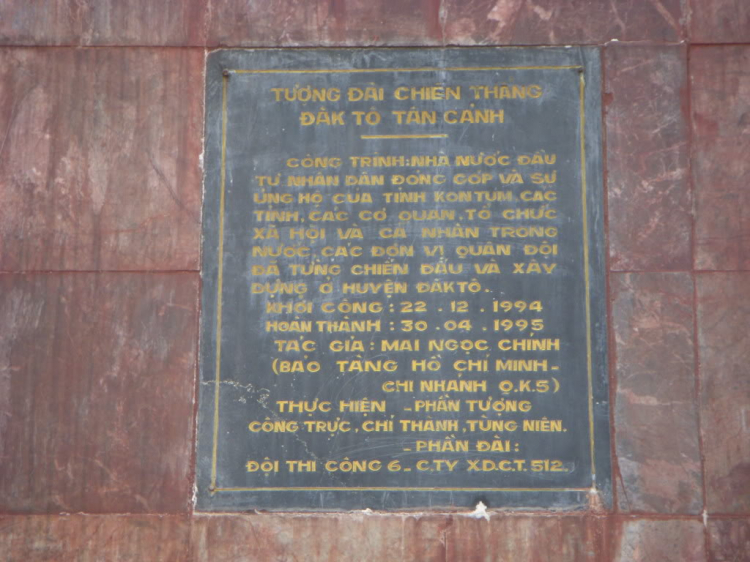 TƯỢNG ĐÀI CHIẾN THẮNG
ĐĂK TÔ TÂN CẢNH
CÔNG TRÌNH: NHÀ NƯỚC ĐẦU
TƯ NHÂN DÂN ĐÓNG GÓP VÀ SỰ
ỦNG HỘ CỦA TỈNH KON TUM, CÁC
TỈNH, CÁC CƠ QUAN, TỔ CHỨC
XÃ HỘI VÀ CÁ NHÂN TRONG
NƯỚC, CÁC ĐƠN VỊ QUÂN ĐỘI
ĐÃ TỪNG CHIẾN ĐẤU VÀ XÂY
DỰNG Ở HUYỆN ĐĂKTÔ.
KHỞI CÔNG: 22.12.1994
HOÀN THÀNH: 30.04.1995
TÁC GIẢ: MAI NGỌC CHÍNH
(BẢO TÀNG HỒ CHÍ MINH-
CHI NHÁNH Q.K5)
THỰC HIỆN - PHẦN TƯỢNG
CÔNG TRỰC, CHÍ THANH, TÙNG NIÊN.
- PHẦN ĐÀI:
ĐỘI THI CÔNG 6 - C.TY X.D.C.T. 512.